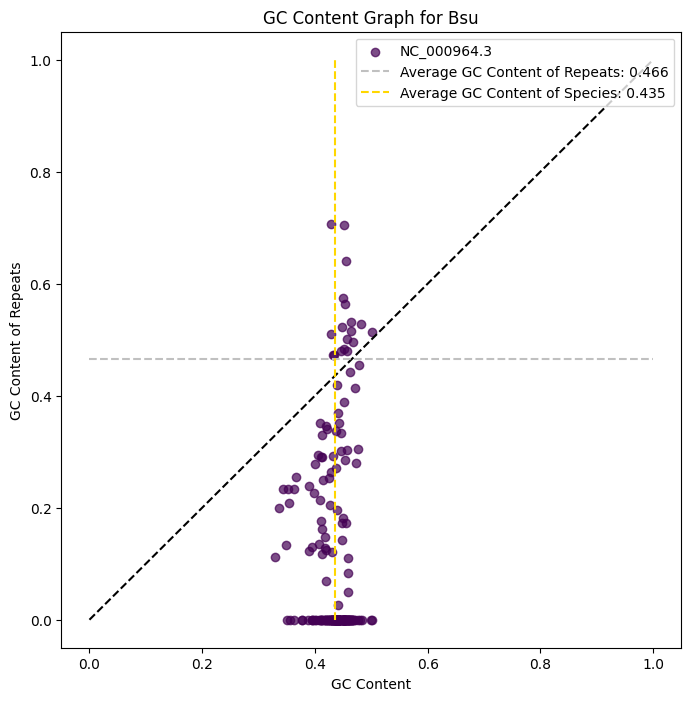 GC Content Graph for Bsu
NC_000964.3
Average GC Content of Repeats: 0.466
Average GC Content of Species: 0.435
GC Content of Repeats
1.0
0.8
0.6
0.4
0.2
0.0
0.0 0.2 0.4 0.6 0.8 1.0
GC Content